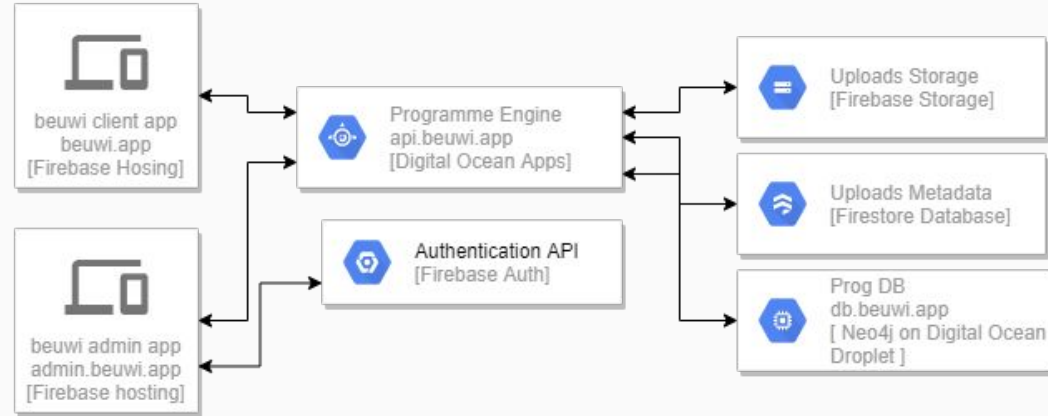 beuwi client app
beuwi.app
[Firebase Hosing]
Programme Engine
api.beuwi.app
[Digital Ocean Apps]
Uploads Storage
[Firebase Storage]
Uploads Metadata
[Firestore Database]
Authentication API
[Firebase Auth]
beuwi admin app
admin.beuwi.app
[Firebase hosting]
Prog DB
db.beuwi.app
[ Neo4j on Digital Ocean
Droplet ]